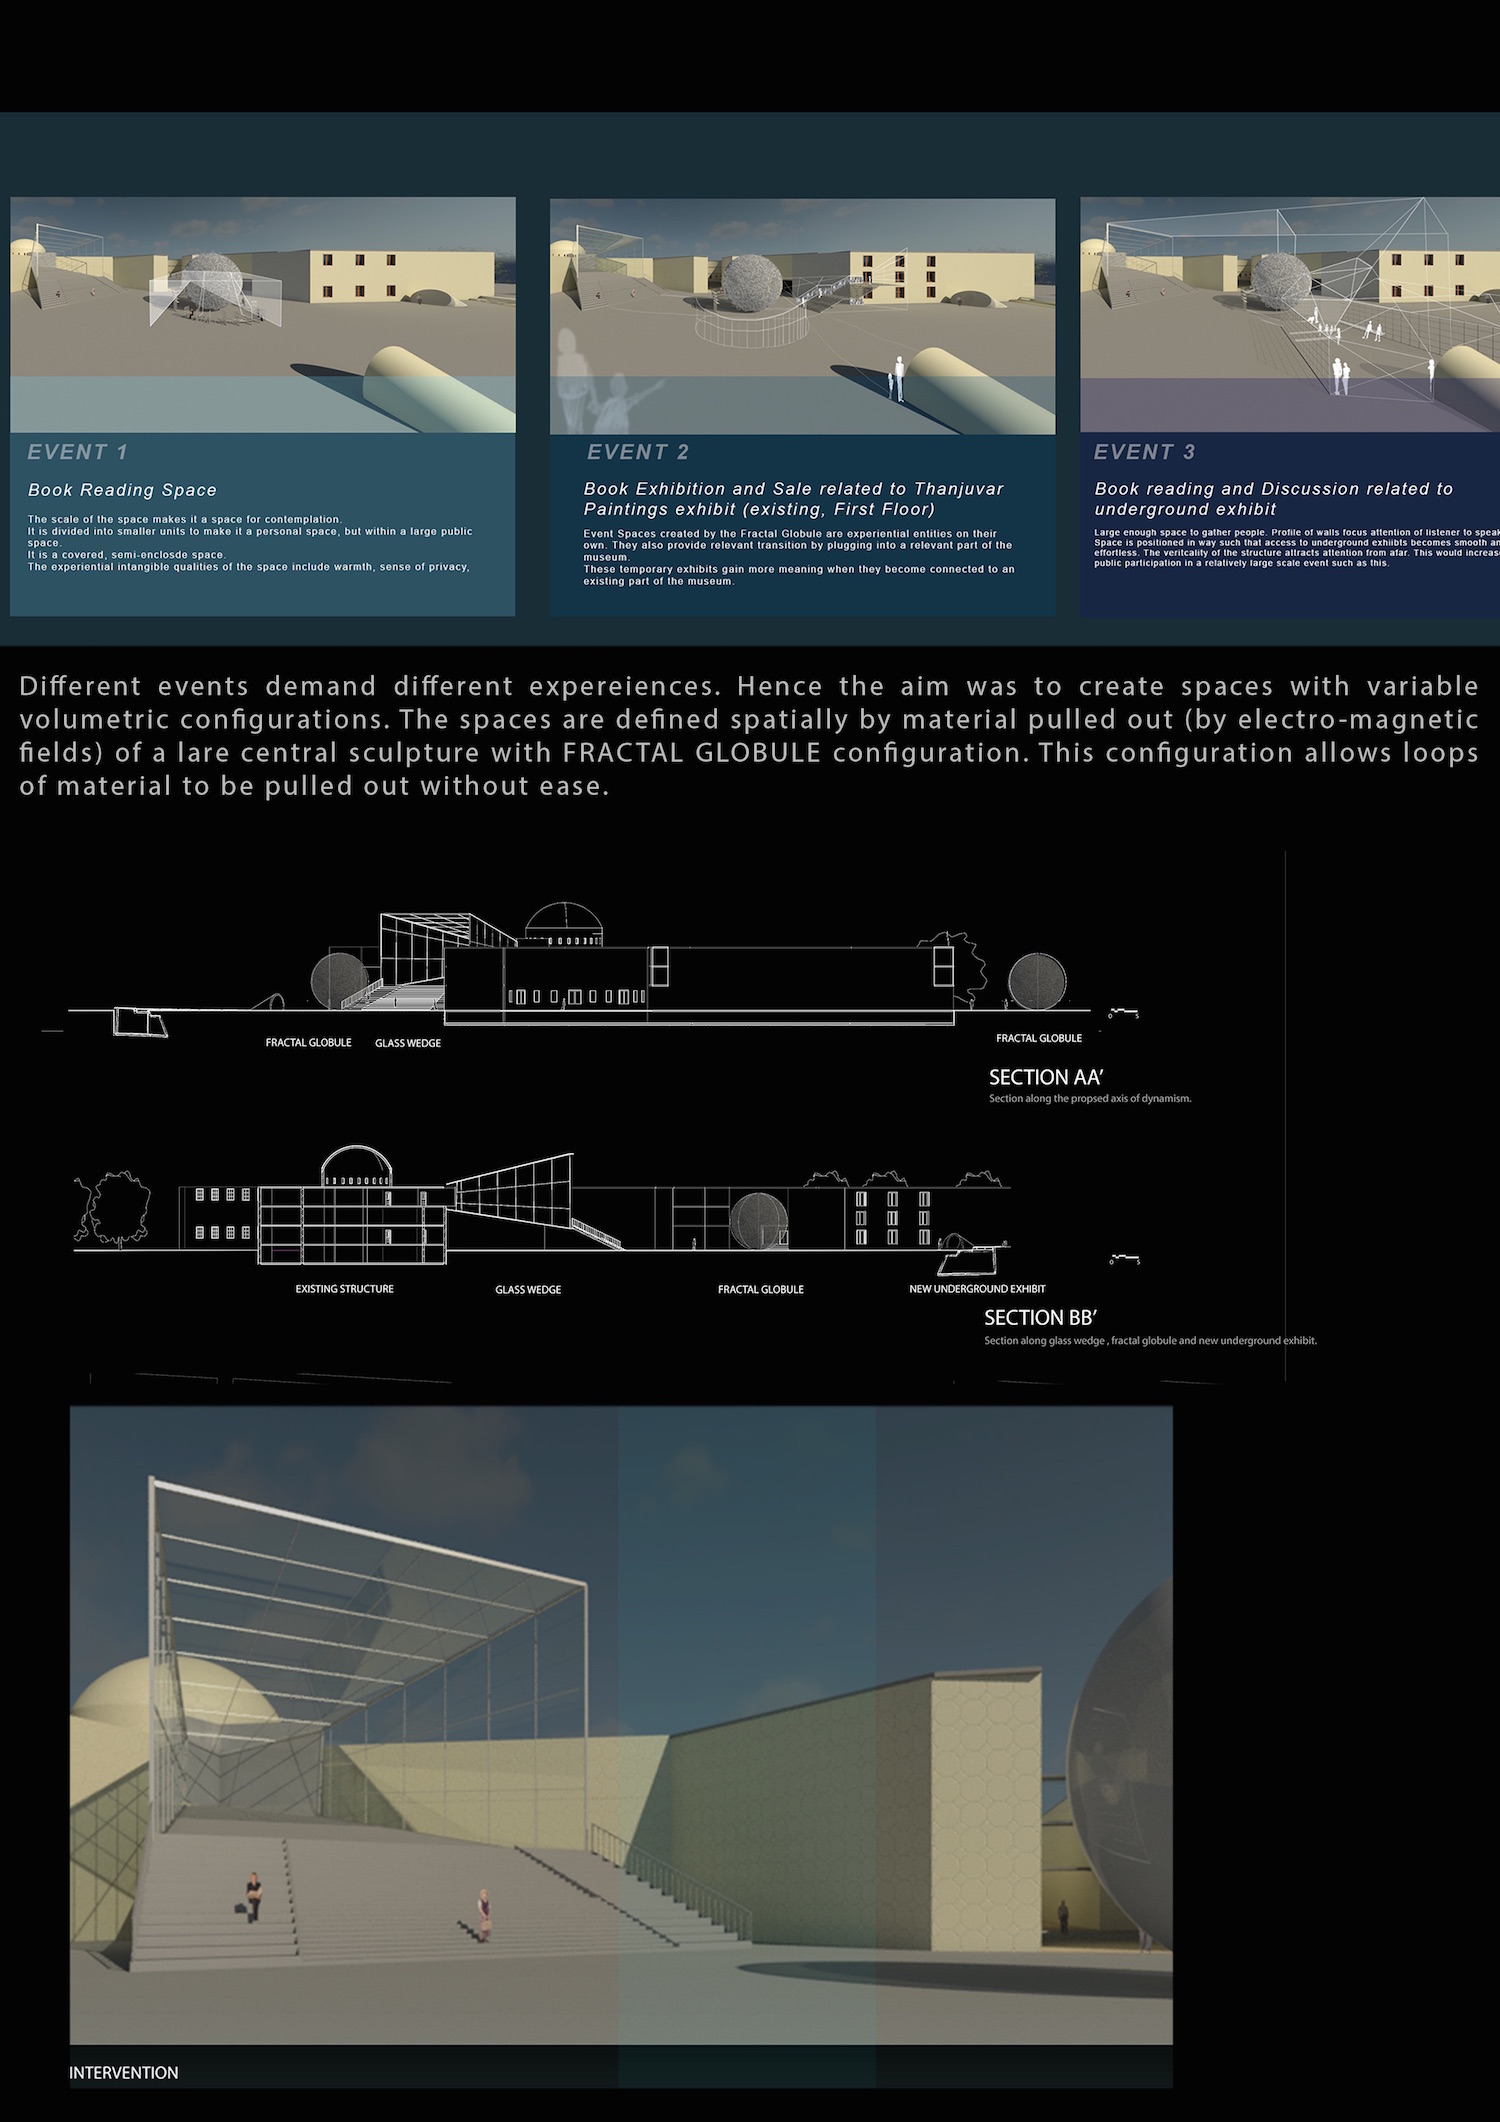 EVENT 1
Book Reading Space
The scale of the space makes it a space for contemplation.
It is divided into smaller units to make it a personal space, but within a large public
space.
It is a covered, semi-enclosde space.
The experiential intangible qualities of the space include warmth, sense of privacy,
EVENT 2
Book Exhibition and Sale related to Thanjuvar
Paintings exhibit (existing, First Floor)
Event Spaces created by the Fractal Globule are experiential entities on their
own. They also provide relevant transition by plugging into a relevant part of the
museum.
These temporary exhibits gain more meaning when they become connected to an
existing part of the museum.
EVENT 3
Book reading and Discussion related to
underground exhibit
Large enough space to gather people. Profile of walls focus attention of listener to
Space is positioned in way such that access to underground exhiibts becomes smooth
effortless. The veritcality of the structure attracts attention from afar. This would
public participation in a relatively large scale event such as this.
Different events demand different expereiences. Hence the aim was to create spaces with variable
volumetric configurations. The spaces are defined spatially by material pulled out (by electro-magnetic
fields) of a lare central sculpture with FRACTAL GLOBULE configuration. This configuration allows loops
of material to be pulled out without ease.
FRACTAL GLOBULE
GLASS WEDGE
FRACTAL GLOBULE
0 5
SECTION AA'
Section along the propsed axis of dynamism.
EXISTING STRUCTURE
GLASS WEDGE
FRACTAL GLOBULE
NEW UNDERGROUND EXHIBIT
0 5
SECTION BB'
Section along glass wedge , fractal globule and new underground exhibit.
INTERVENTION